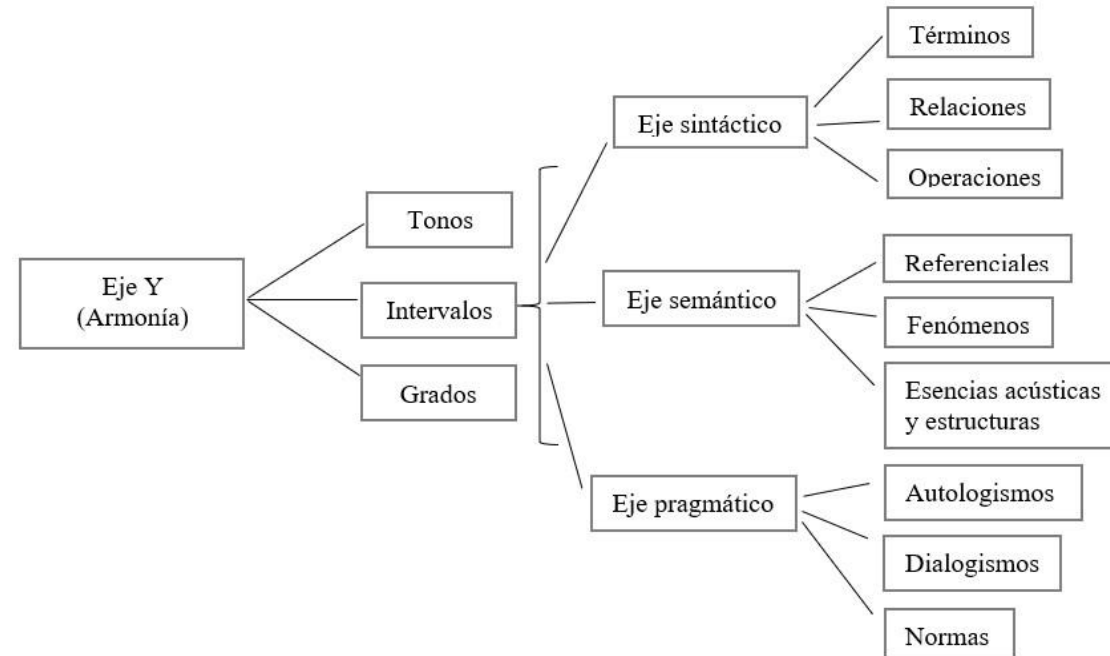 Eje Y
(Armonía)
Tonos
Intervalos
Grados
Eje sintáctico
Eje semántico
Eje pragmático
Términos
Relaciones
Operaciones
Referenciales
Fenómenos
Esencias acústicas
y estructuras
Autologismos
Dialogismos
Normas